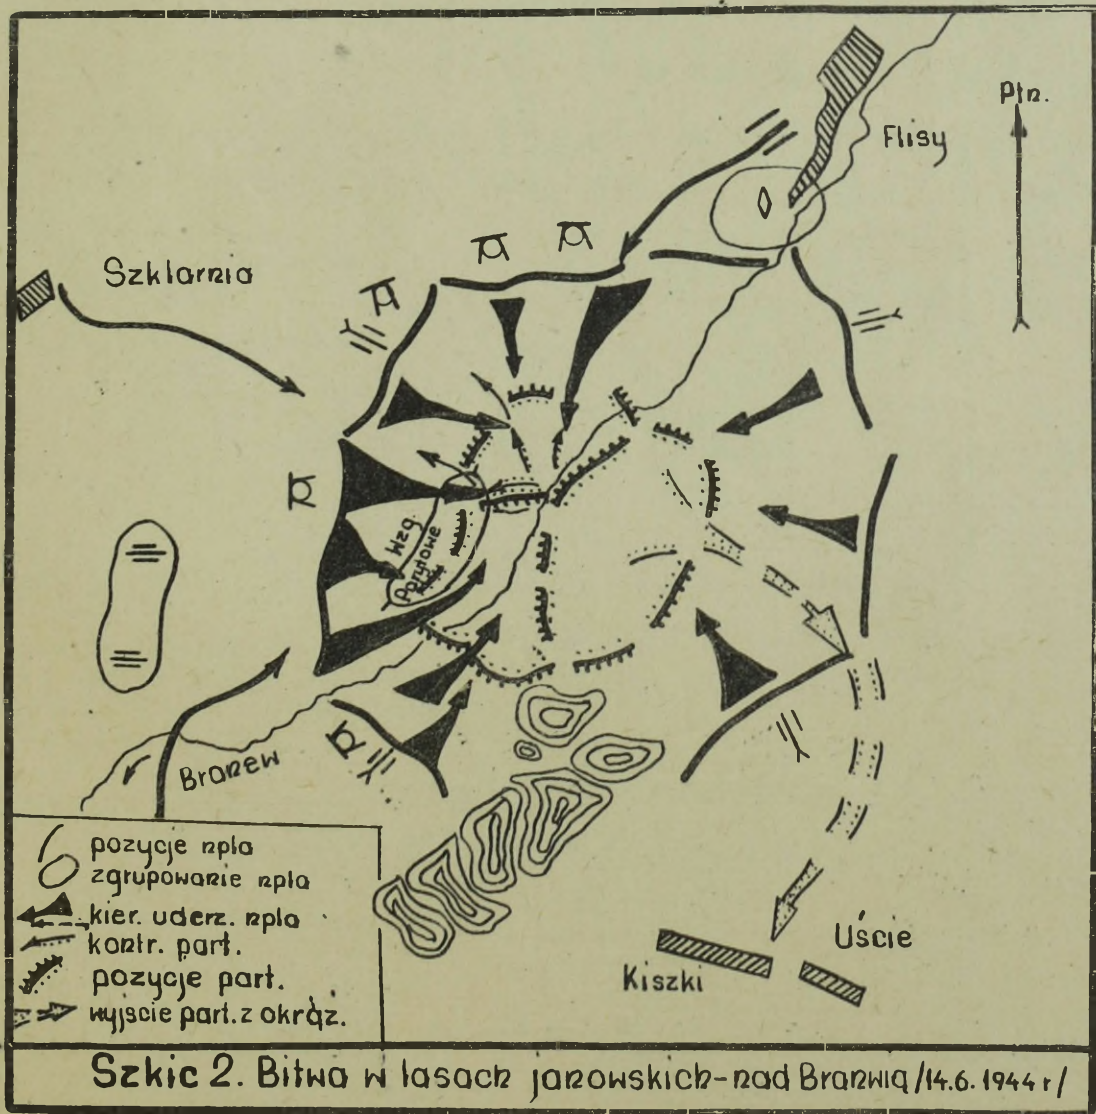 Płn.
Flisy
Szklarnia
Wzg.
Porytowe
Branew
pozycje npla
zgrupowanie npla
kier. uderz. npla
kontr. part.
pozycje part.
wyjscie part. z okrąż.
Uście
Kiszki
Szkic 2. Bitwa w lasach janowskich-nad Branwią /14.6.1944 r/